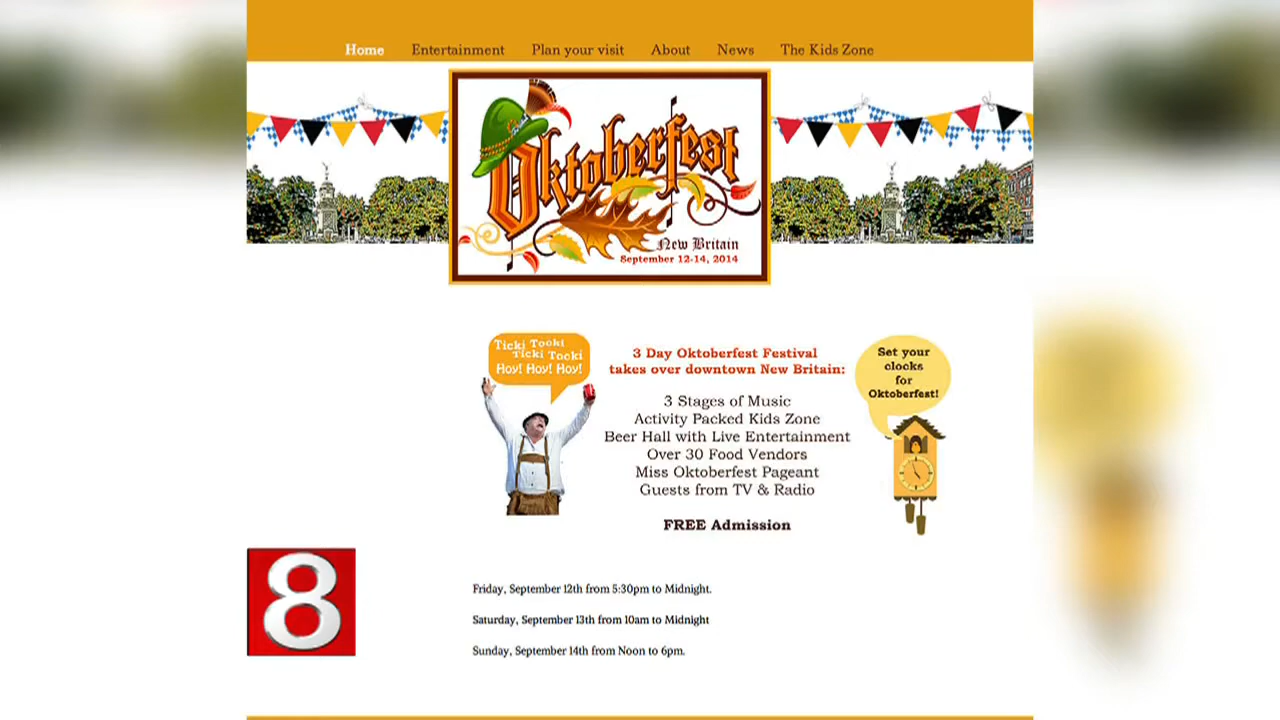 Home Entertainment Plan your visit About News The Kids Zone
Oktoberfest
New Britain
September 12-14, 2014
Ticki Tooki
Ticki Tooki
Hoy! Hoy! Hoy!
3 Day Oktoberfest Festival
takes over downtown New Britain:
3 Stages of Music
Activity Packed Kids Zone
Beer Hall with Live Entertainment
Over 30 Food Vendors
Miss Oktoberfest Pageant
Guests from TV & Radio
FREE Admission
Set your
clocks
for
Oktoberfest!
8
Friday, September 12th from 5:30pm to Midnight.
Saturday, September 13th from 10am to Midnight
Sunday, September 14th from Noon to 6pm.